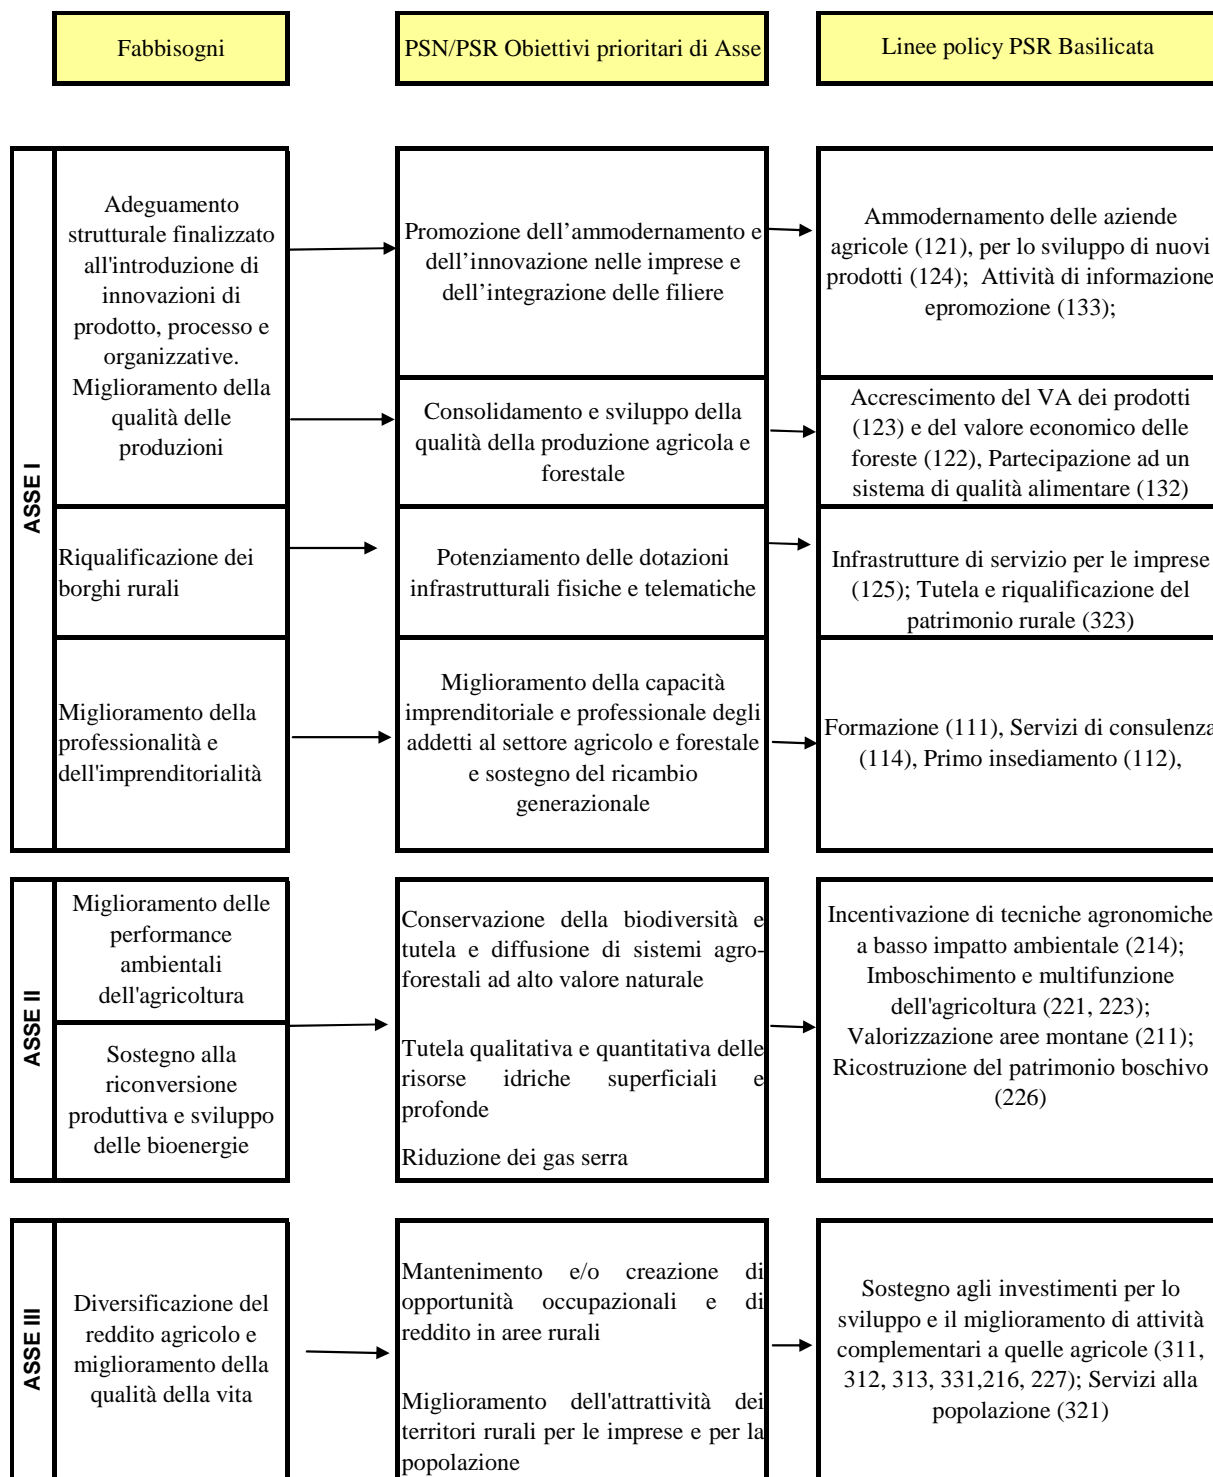 Fabbisogni
PSN/PSR Obiettivi prioritari di Asse
Linee policy PSR Basilicata
ASSE I
Adeguamento
strutturale finalizzato
all'introduzione di
innovazioni di
prodotto, processo e
organizzative.
Miglioramento della
qualità delle
produzioni
Promozione dell’ammodernamento e
dell’innovazione nelle imprese e
dell’integrazione delle filiere
Ammodernamento delle aziende
agricole (121), per lo sviluppo di nuovi
prodotti (124); Attività di informazione
epromozione (133);
Consolidamento e sviluppo della
qualità della produzione agricola e
forestale
Accrescimento del VA dei prodotti
(123) e del valore economico delle
foreste (122), Partecipazione ad un
sistema di qualità alimentare (132)
Riqualificazione dei
borghi rurali
Potenziamento delle dotazioni
infrastrutturali fisiche e telematiche
Infrastrutture di servizio per le imprese
(125); Tutela e riqualificazione del
patrimonio rurale (323)
Miglioramento della
professionalità e
dell'imprenditorialità
Miglioramento della capacità
imprenditoriale e professionale degli
addetti al settore agricolo e forestale
e sostegno del ricambio
generazionale
Formazione (111), Servizi di consulenza
(114), Primo insediamento (112),
ASSE II
Miglioramento delle
performance
ambientali
dell'agricoltura
Sostegno alla
riconversione
produttiva e sviluppo
delle bioenergie
Conservazione della biodiversità e
tutela e diffusione di sistemi agro-
forestali ad alto valore naturale
Tutela qualitativa e quantitativa delle
risorse idriche superficiali e
profonde
Riduzione dei gas serra
Incentivazione di tecniche agronomiche
a basso impatto ambientale (214);
Imboschimento e multifunzione
dell'agricoltura (221, 223);
Valorizzazione aree montane (211);
Ricostruzione del patrimonio boschivo
(226)
ASSE III
Diversificazione del
reddito agricolo e
miglioramento della
qualità della vita
Mantenimento e/o creazione di
opportunità occupazionali e di
reddito in aree rurali
Miglioramento dell'attrattività dei
territori rurali per le imprese e per la
popolazione
Sostegno agli investimenti per lo
sviluppo e il miglioramento di attività
complementari a quelle agricole (311,
312, 313, 331,216, 227); Servizi alla
popolazione (321)